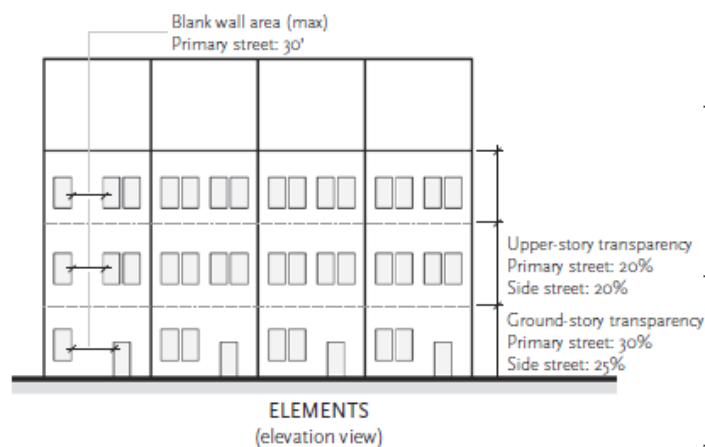 Blank wall area (max)
Primary street: 30'
Upper-story transparency
Primary street: 20%
Side street: 20%
Ground-story transparency
Primary street: 30%
Side street: 25%
ELEMENTS
(elevation view)